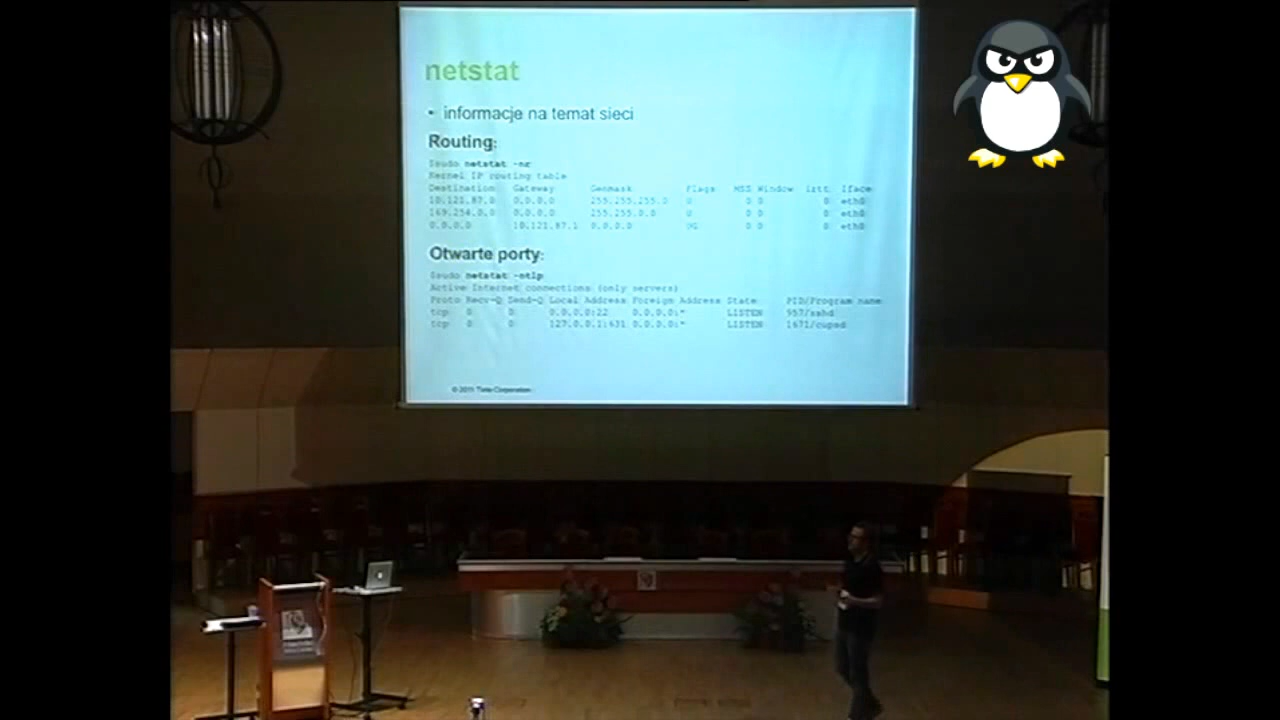 netstat
• informacje na temat sieci
Routing:
$sudo netstat -nr
Kernel IP routing table
Destination Gateway Genmask Flags MSS Window irtt Iface
10.121.87.0 0.0.0.0 255.255.255.0 U 0 0 0 eth0
169.254.0.0 0.0.0.0 255.255.0.0 U 0 0 0 eth0
0.0.0.0 10.121.87.1 0.0.0.0 UG 0 0 0 eth0
Otwarte porty:
$sudo netstat -ntlp
Active Internet connections (only servers)
Proto Recv-Q Send-Q Local Address Foreign Address State PID/Program name
tcp 0 0 0.0.0.0:22 0.0.0.0:* LISTEN 957/sshd
tcp 0 0 127.0.0.1:631 0.0.0.0:* LISTEN 1671/cupsd
© 2011 Tieto Corporation